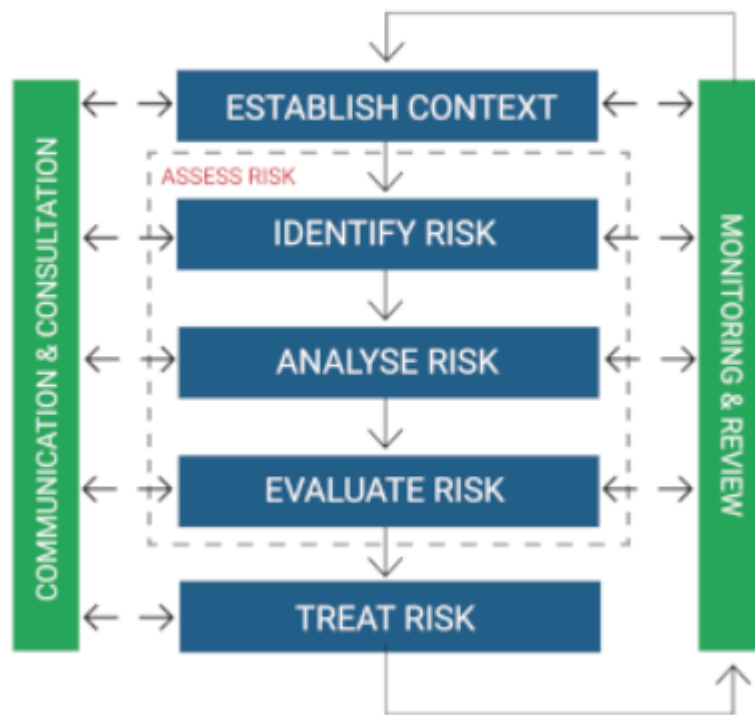 ESTABLISH CONTEXT
ASSESS RISK
IDENTIFY RISK
ANALYSE RISK
EVALUATE RISK
TREAT RISK
COMMUNICATION & CONSULTATION
MONITORING & REVIEW